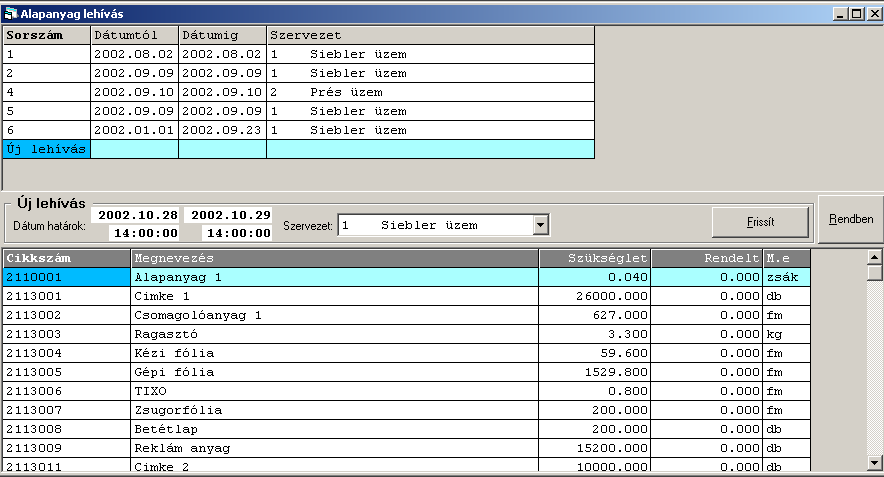 Alapanyag lehívás
Sorszám Dátumtól Dátumig Szervezet
1 2002.08.02 2002.08.02 1 Siebler üzem
2 2002.09.09 2002.09.09 1 Siebler üzem
4 2002.09.10 2002.09.10 2 Prés üzem
5 2002.09.09 2002.09.09 1 Siebler üzem
6 2002.01.01 2002.09.23 1 Siebler üzem
Új lehívás
Új lehívás
Dátum határok: 2002.10.28 2002.10.29 Szervezet: 1 Siebler üzem Frissít Rendben
14:00:00 14:00:00
Cikkszám Megnevezés Szükséglet Rendelt M.e
2110001 Alapanyag 1 0.040 0.000 zsák
2113001 Cimke 1 26000.000 0.000 db
2113002 Csomagolóanyag 1 627.000 0.000 fm
2113003 Ragasztó 3.300 0.000 kg
2113004 Kézi fólia 59.600 0.000 fm
2113005 Gépi fólia 1529.800 0.000 fm
2113006 TIXO 0.800 0.000 fm
2113007 Zsugorfólia 200.000 0.000 fm
2113008 Betétlap 200.000 0.000 db
2113009 Reklám anyag 15200.000 0.000 db
2113011 Cimke 2 10000.000 0.000 db